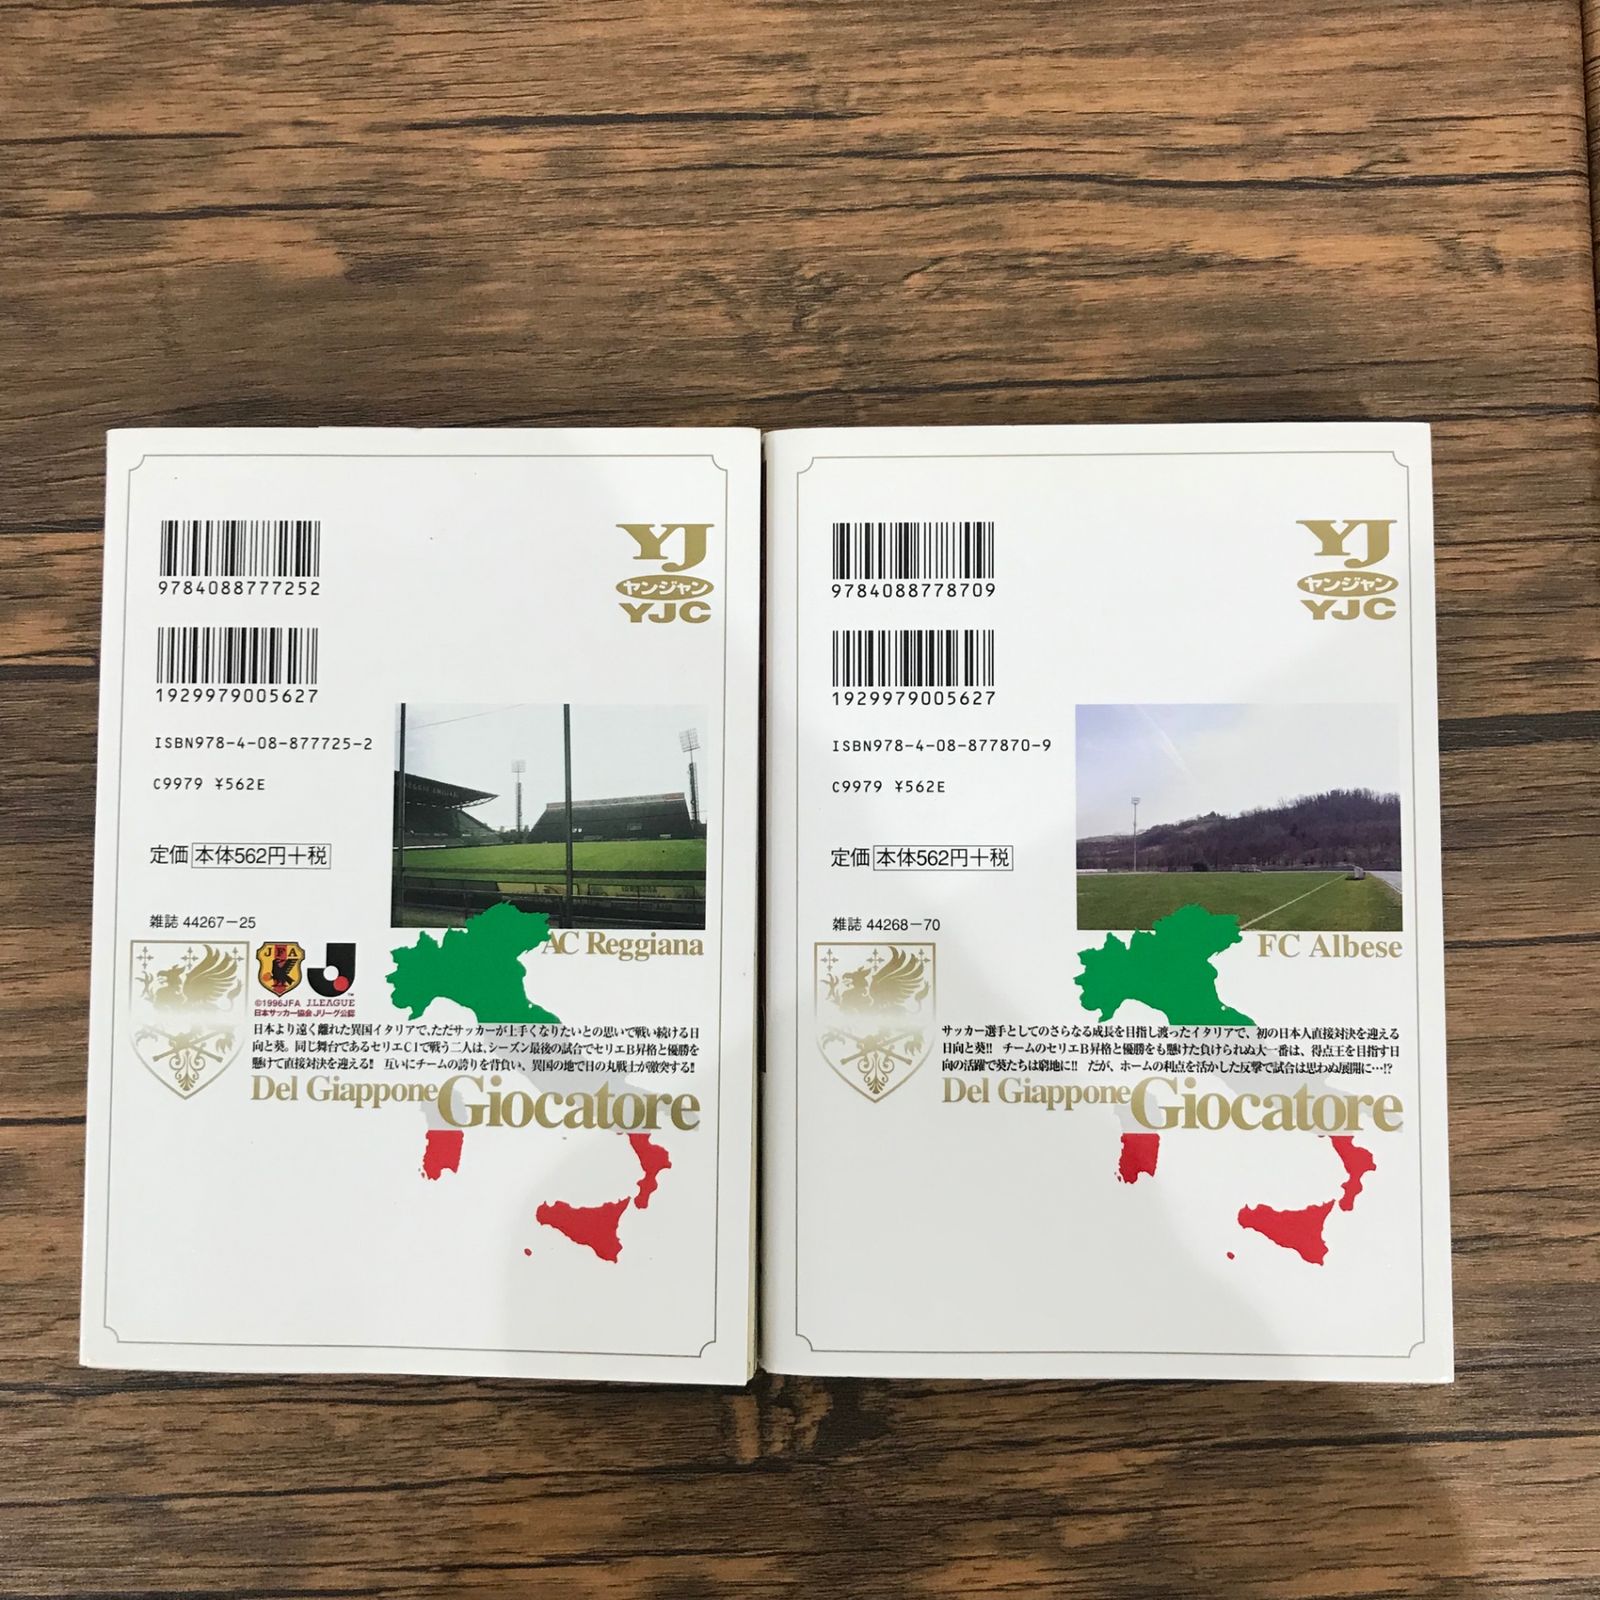 9784088777252
1929979005627
ISBN978-4-08-877725-2
C9979 ¥562E
定価 本体562円十税
雑誌 44267-25
YJ
ヤンジャン
YJC
AC Reggiana
JFA
©1996JFA J.LEAGUE
日本サッカー協会 Jリーグ公認
日本より遠く離れた異国イタリアで、ただサッカーが上手くなりたいとの思いで戦い続ける日
向と葵。同じ舞台であるセリエC1で戦う二人は、シーズン最後の試合でセリエB昇格と優勝を
懸けて直接対決を迎える!! 互いにチームの誇りを背負い、異国の地で日の丸戦士が激突する!!
Del Giappone Giocatore
9784088778709
1929979005627
ISBN978-4-08-877870-9
C9979 ¥562E
定価 本体562円十税
雑誌 44268-70
YJ
ヤンジャン
YJC
FC Albese
サッカー選手としてのさらなる成長を目指し渡ったイタリアで、初の日本人直接対決を迎える
日向と葵!! チームのセリエB昇格と優勝をも懸けた負けられぬ大一番は、得点王を目指す日
向の活躍で葵たちは窮地に!! だが、ホームの利点を活かした反撃で試合は思わぬ展開に…!?
Del Giappone Giocatore